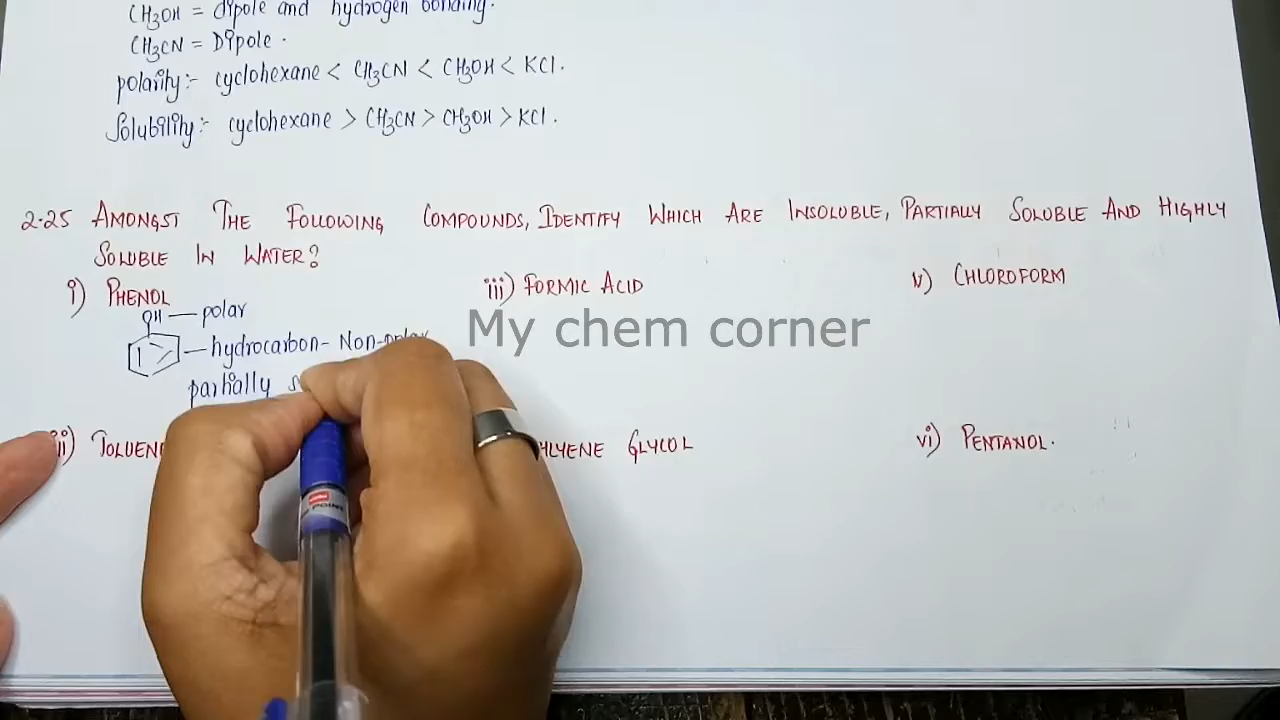 CH3OH = dipole and hydrogen bonding.
CH3CN = Dipole.
polarity:- cyclohexane < CH3CN < CH3OH < KCl.
Solubility:- cyclohexane > CH3CN > CH3OH > KCl.
2.25 AMONGST THE FOLLOWING COMPOUNDS, IDENTIFY WHICH ARE INSOLUBLE, PARTIALLY SOLUBLE AND HIGHLY
SOLUBLE IN WATER?
i) PHENOL
iii) FORMIC ACID
v) CHLOROFORM
OH — polar
— hydrocarbon- Non-
My chem corner
partially
ii)
GLYCOL
vi) PENTANOL.